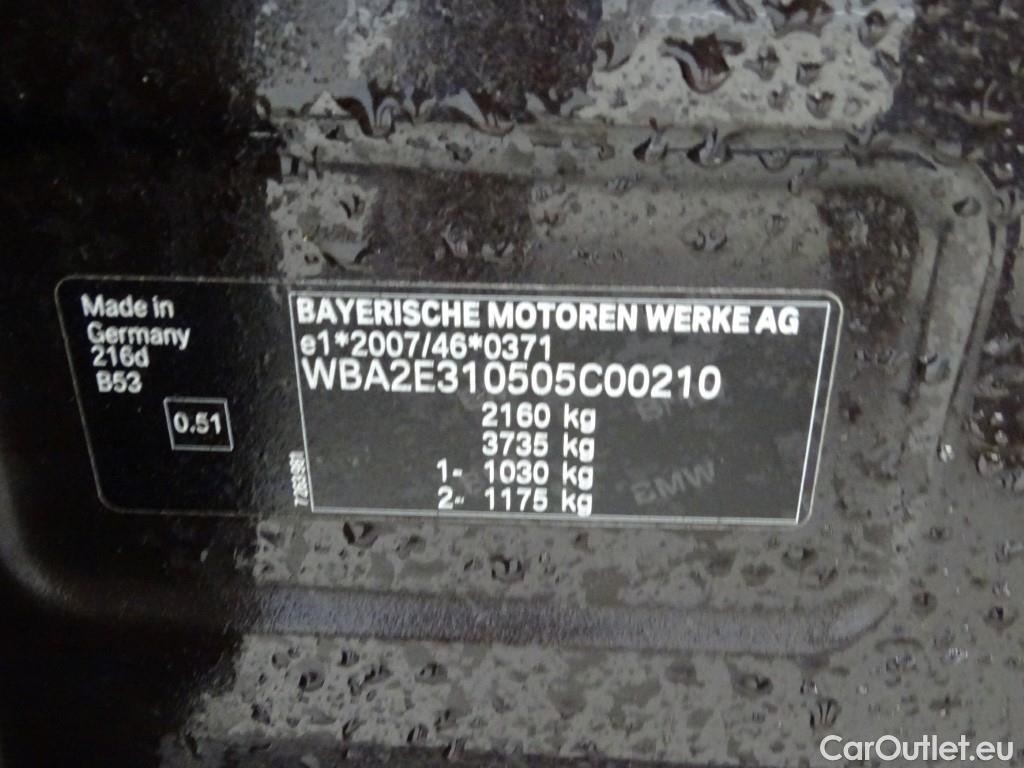 Made in
Germany
216d
B53
0.51
BAYERISCHE MOTOREN WERKE AG
e1*2007/46*0371
WBA2E310505C00210
2160 kg
3735 kg
1- 1030 kg
2- 1175 kg
BMW
CarOutlet.eu